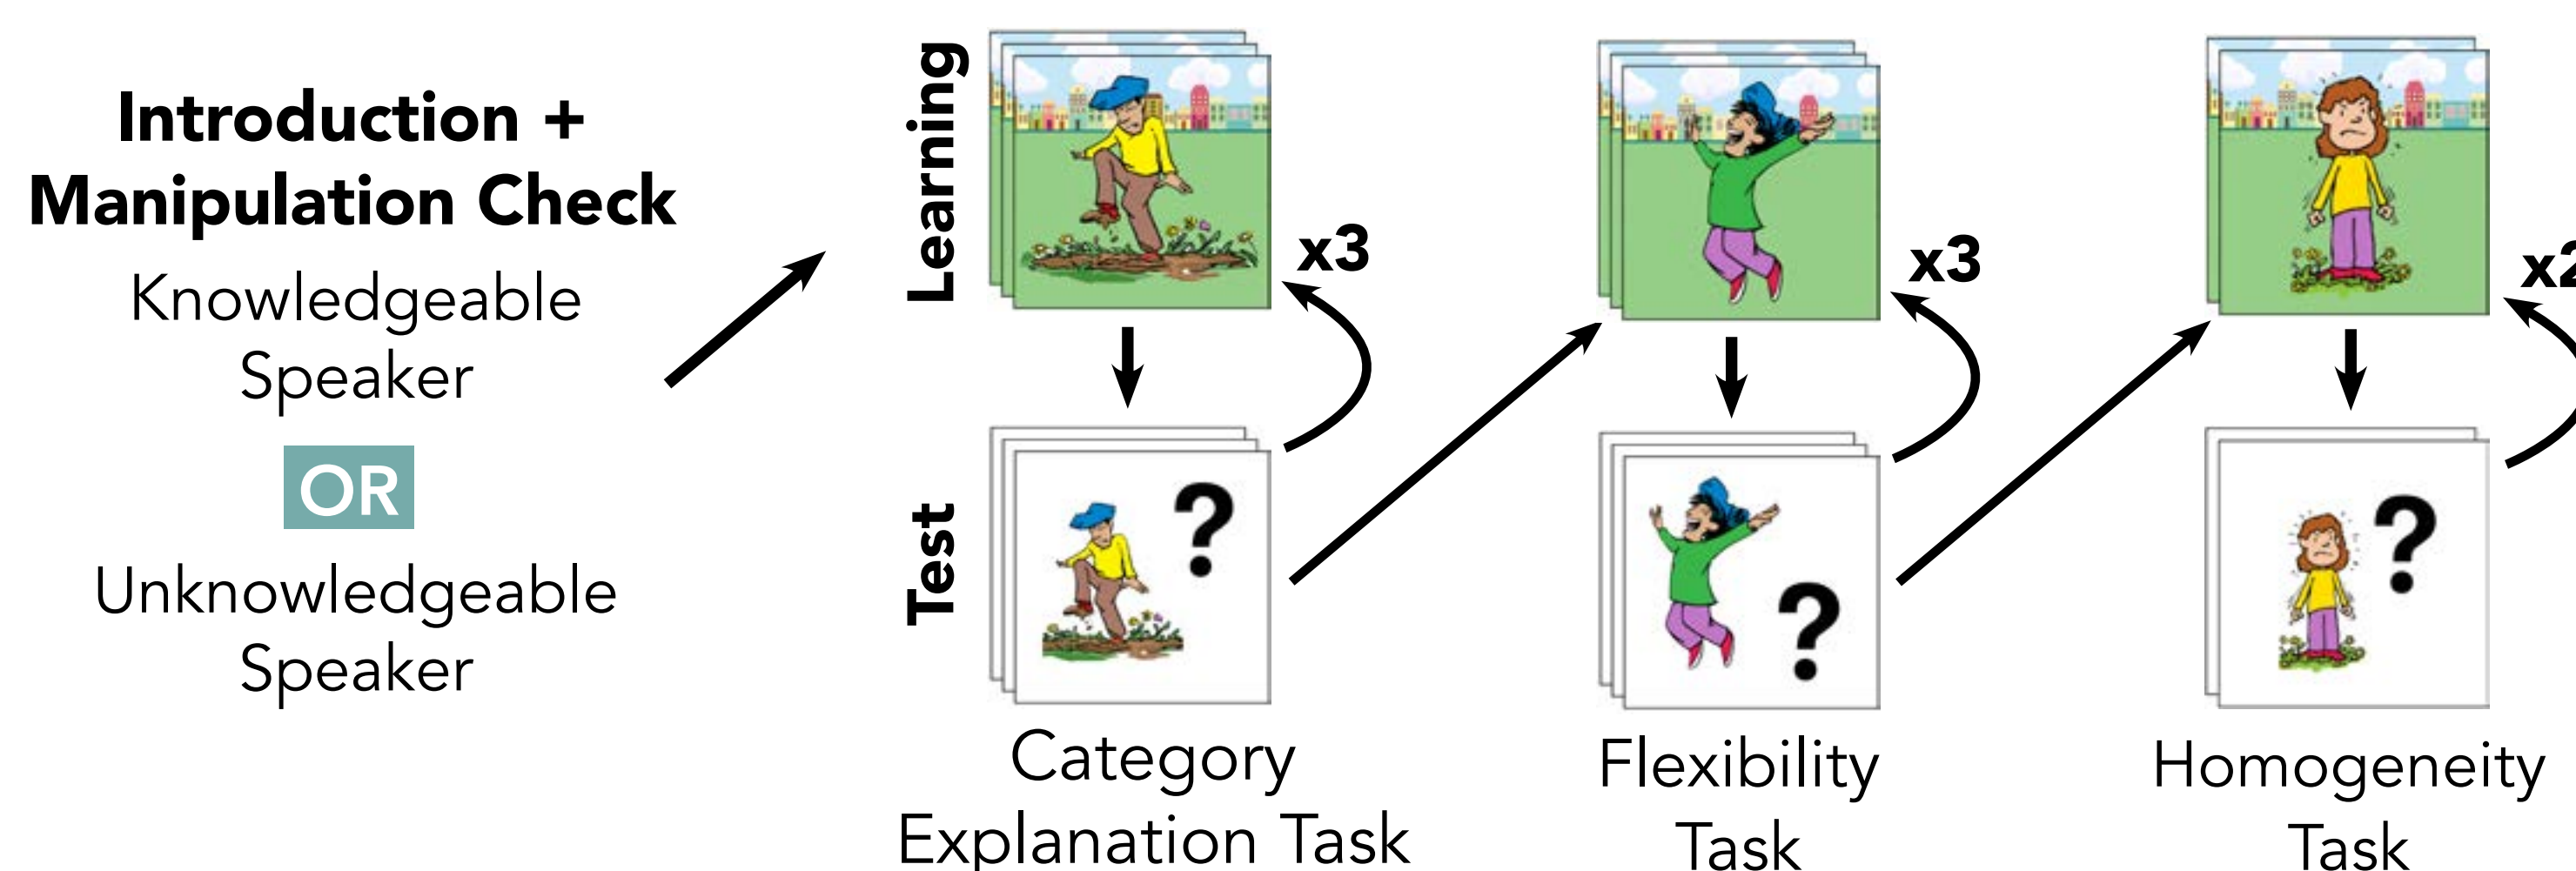 Introduction +
Manipulation Check
Knowledgeable
Speaker
OR
Unknowledgeable
Speaker
Learning
x3
Test
?
Category
Explanation Task
x3
?
Flexibility
Task
x2
?
Homogeneity
Task